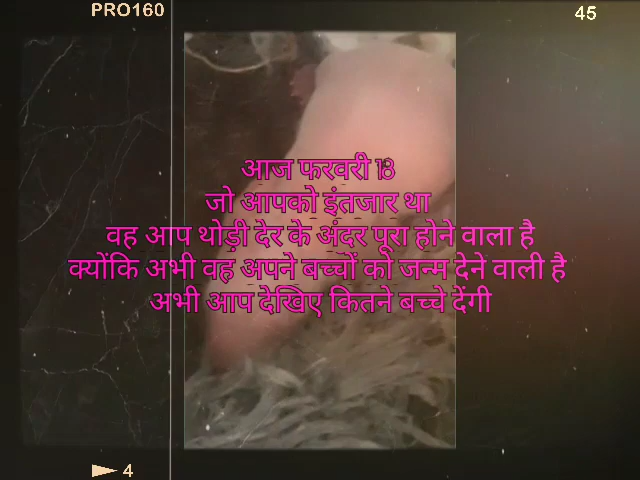 PRO160
45
आज फरवरी 18
जो आपको इंतजार था
वह आप थोड़ी देर के अंदर पूरा होने वाला है
क्योंकि अभी वह अपने बच्चों को जन्म देने वाली है
अभी आप देखिए कितने बच्चे देंगी
4